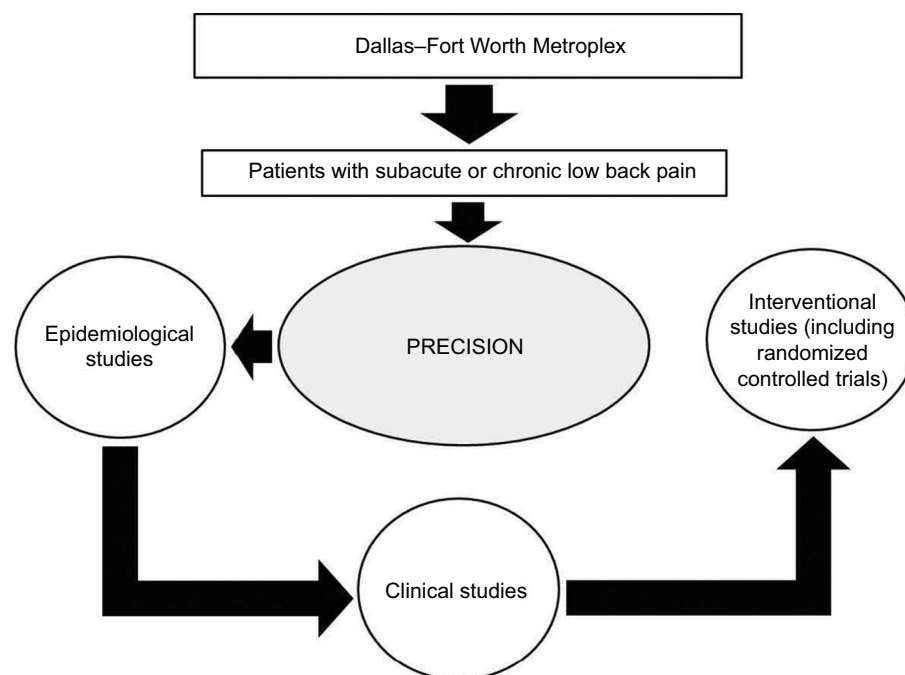 Dallas–Fort Worth Metroplex
Patients with subacute or chronic low back pain
PRECISION
Epidemiological
studies
Interventional
studies (including
randomized
controlled trials)
Clinical studies